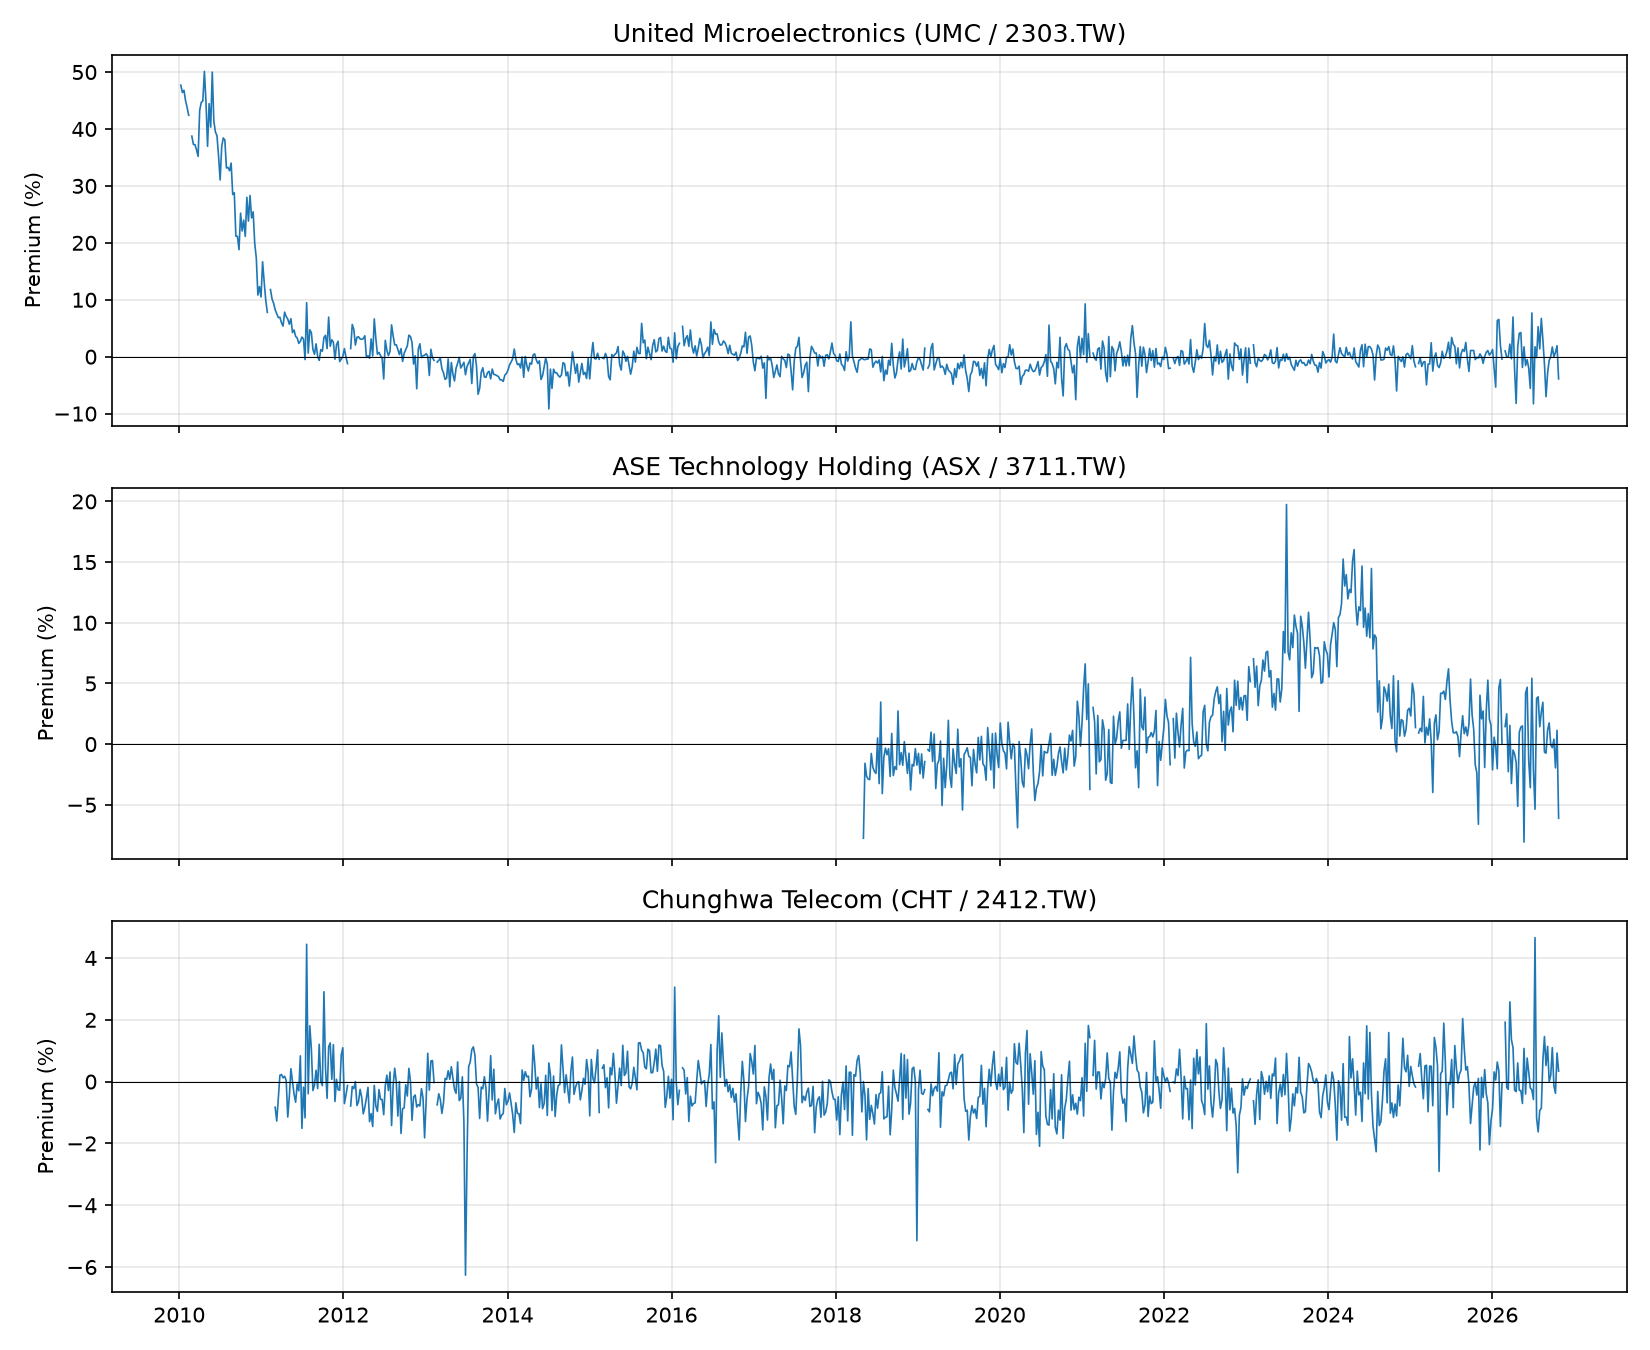 United Microelectronics (UMC / 2303.TW)
Premium (%)
50
40
30
20
10
0
−10
ASE Technology Holding (ASX / 3711.TW)
Premium (%)
20
15
10
5
0
−5
Chunghwa Telecom (CHT / 2412.TW)
Premium (%)
4
2
0
−2
−4
−6
2010 2012 2014 2016 2018 2020 2022 2024 2026